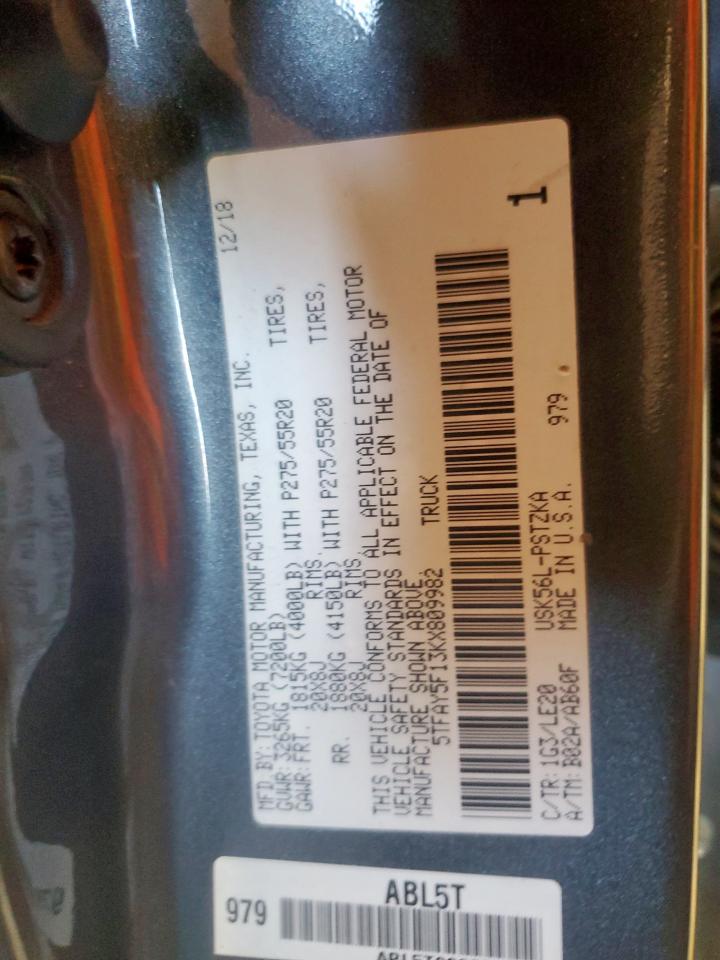 MFD. BY: TOYOTA MOTOR MANUFACTURING, TEXAS, INC. 12/18
GVWR: 3265KG (7200LB)
GAWR: FRT. 1815KG (4000LB) WITH P275/55R20 TIRES,
20X8J RIMS,
RR. 1880KG (4150LB) WITH P275/55R20 TIRES,
20X8J RIMS
THIS VEHICLE CONFORMS TO ALL APPLICABLE FEDERAL MOTOR
VEHICLE SAFETY STANDARDS IN EFFECT ON THE DATE OF
MANUFACTURE SHOWN ABOVE.
5TFAY5F13KX809982 TRUCK
1
C/TR: 1G3/LE20 USK56L-PSTZKA
A/TM: B02A/AB60F MADE IN U.S.A. 979
979 ABL5T